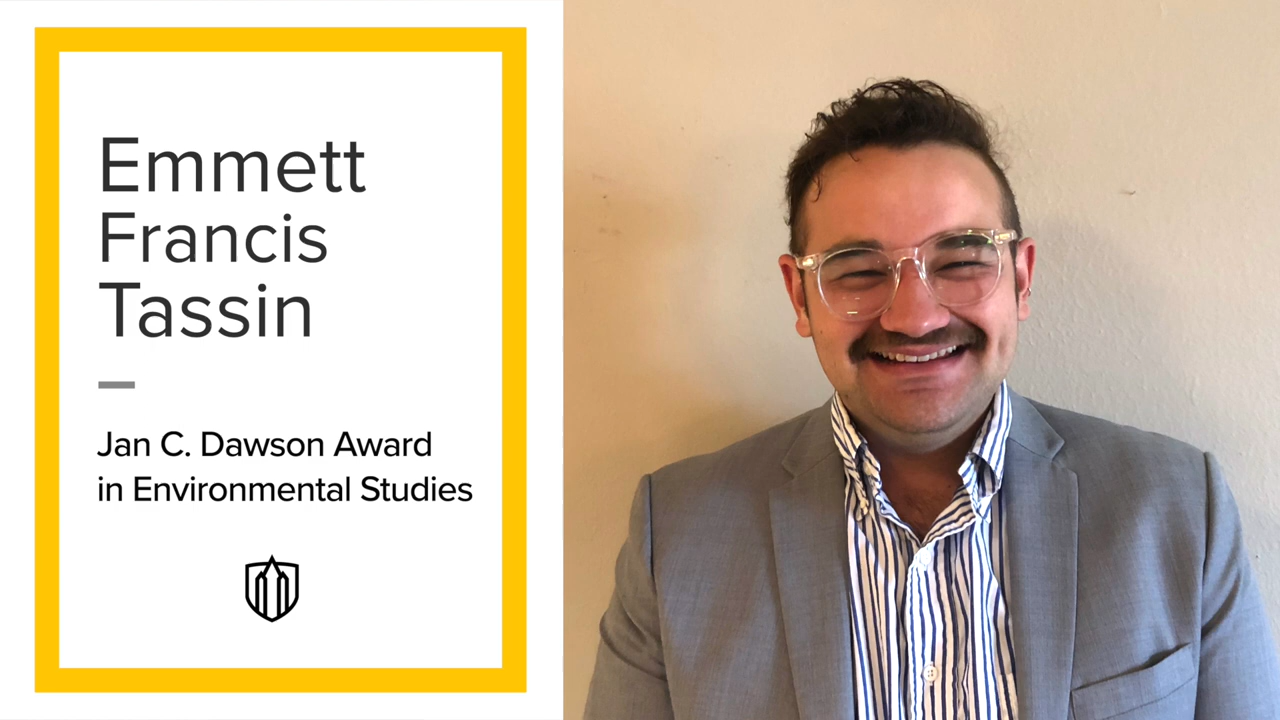 Emmett
Francis
Tassin
Jan C. Dawson Award
in Environmental Studies